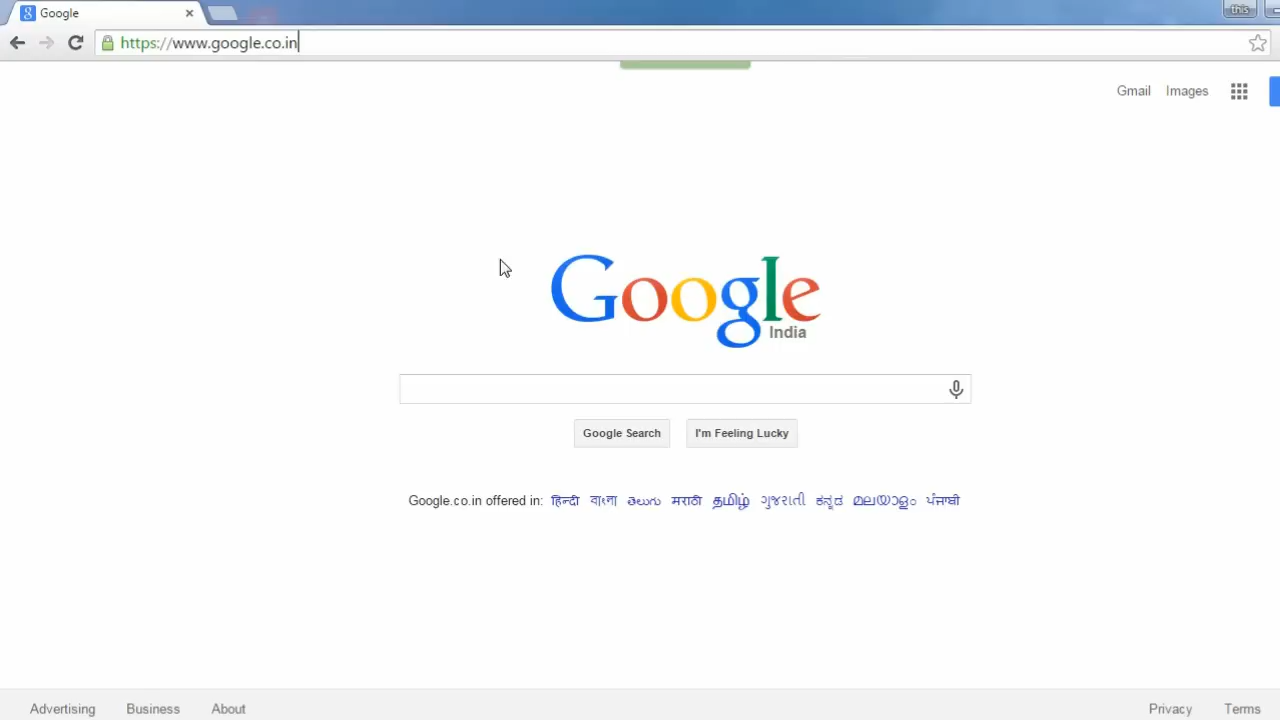 Google
this
https://www.google.co.in
Gmail Images
Google
India
Google Search I'm Feeling Lucky
Google.co.in offered in: हिन्दी বাংলা తెలుగు मराठी தமிழ் ગુજરાતી ಕನ್ನಡ മലയാളം ਪੰਜਾਬੀ
Advertising Business About Privacy Terms